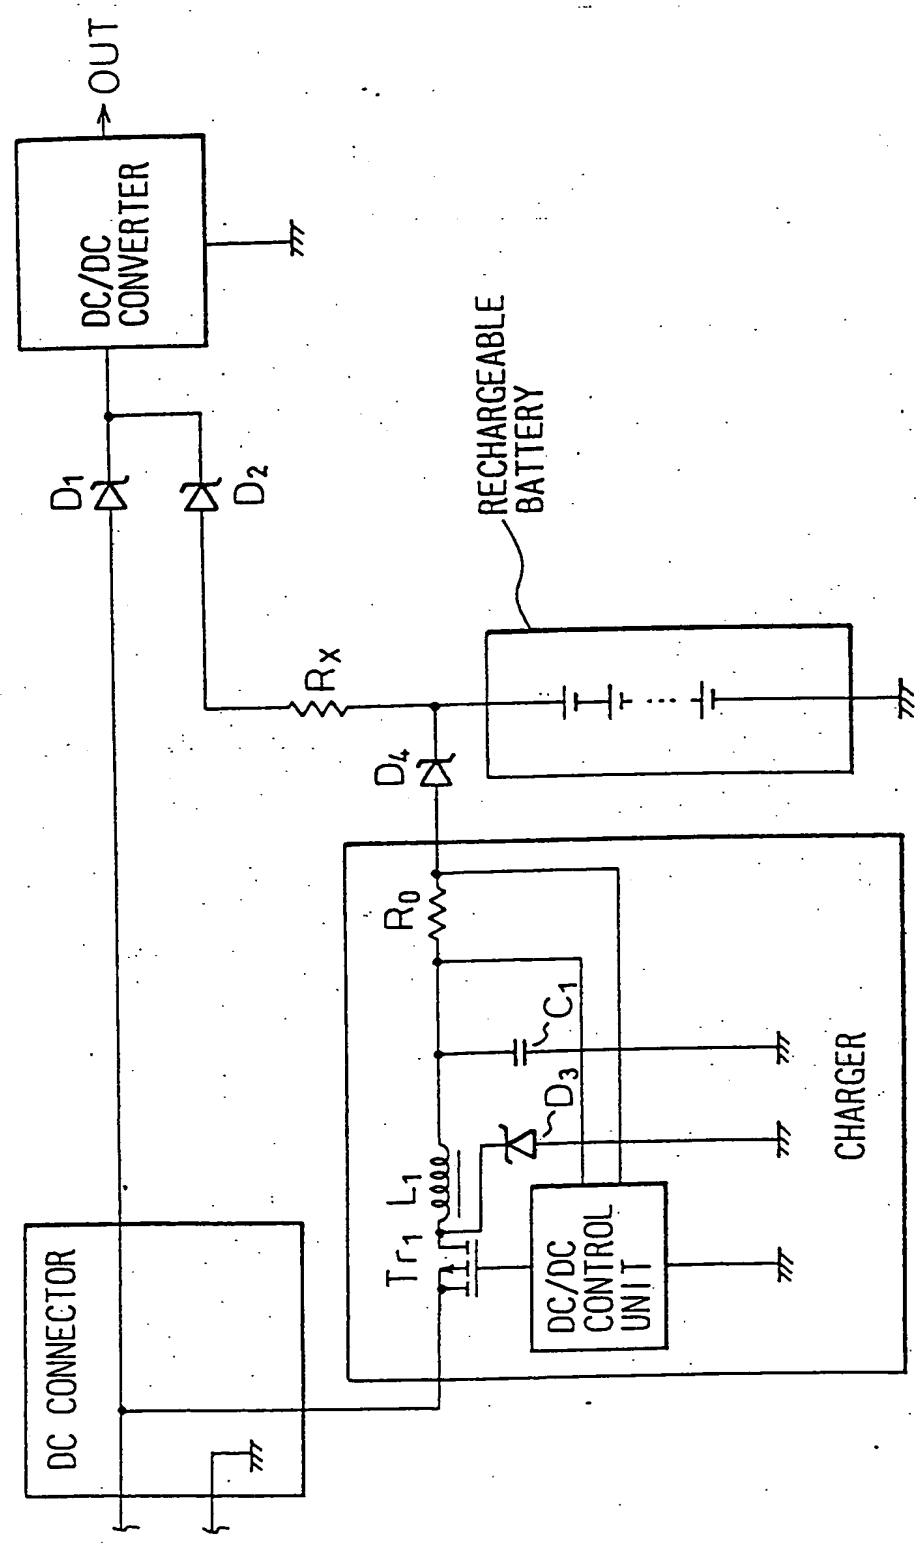 DC CONNECTOR
D1
D2
DC/DC
CONVERTER
OUT
RX
D4
RECHARGEABLE
BATTERY
Tr1
L1
R0
C1
D3
DC/DC
CONTROL
UNIT
CHARGER